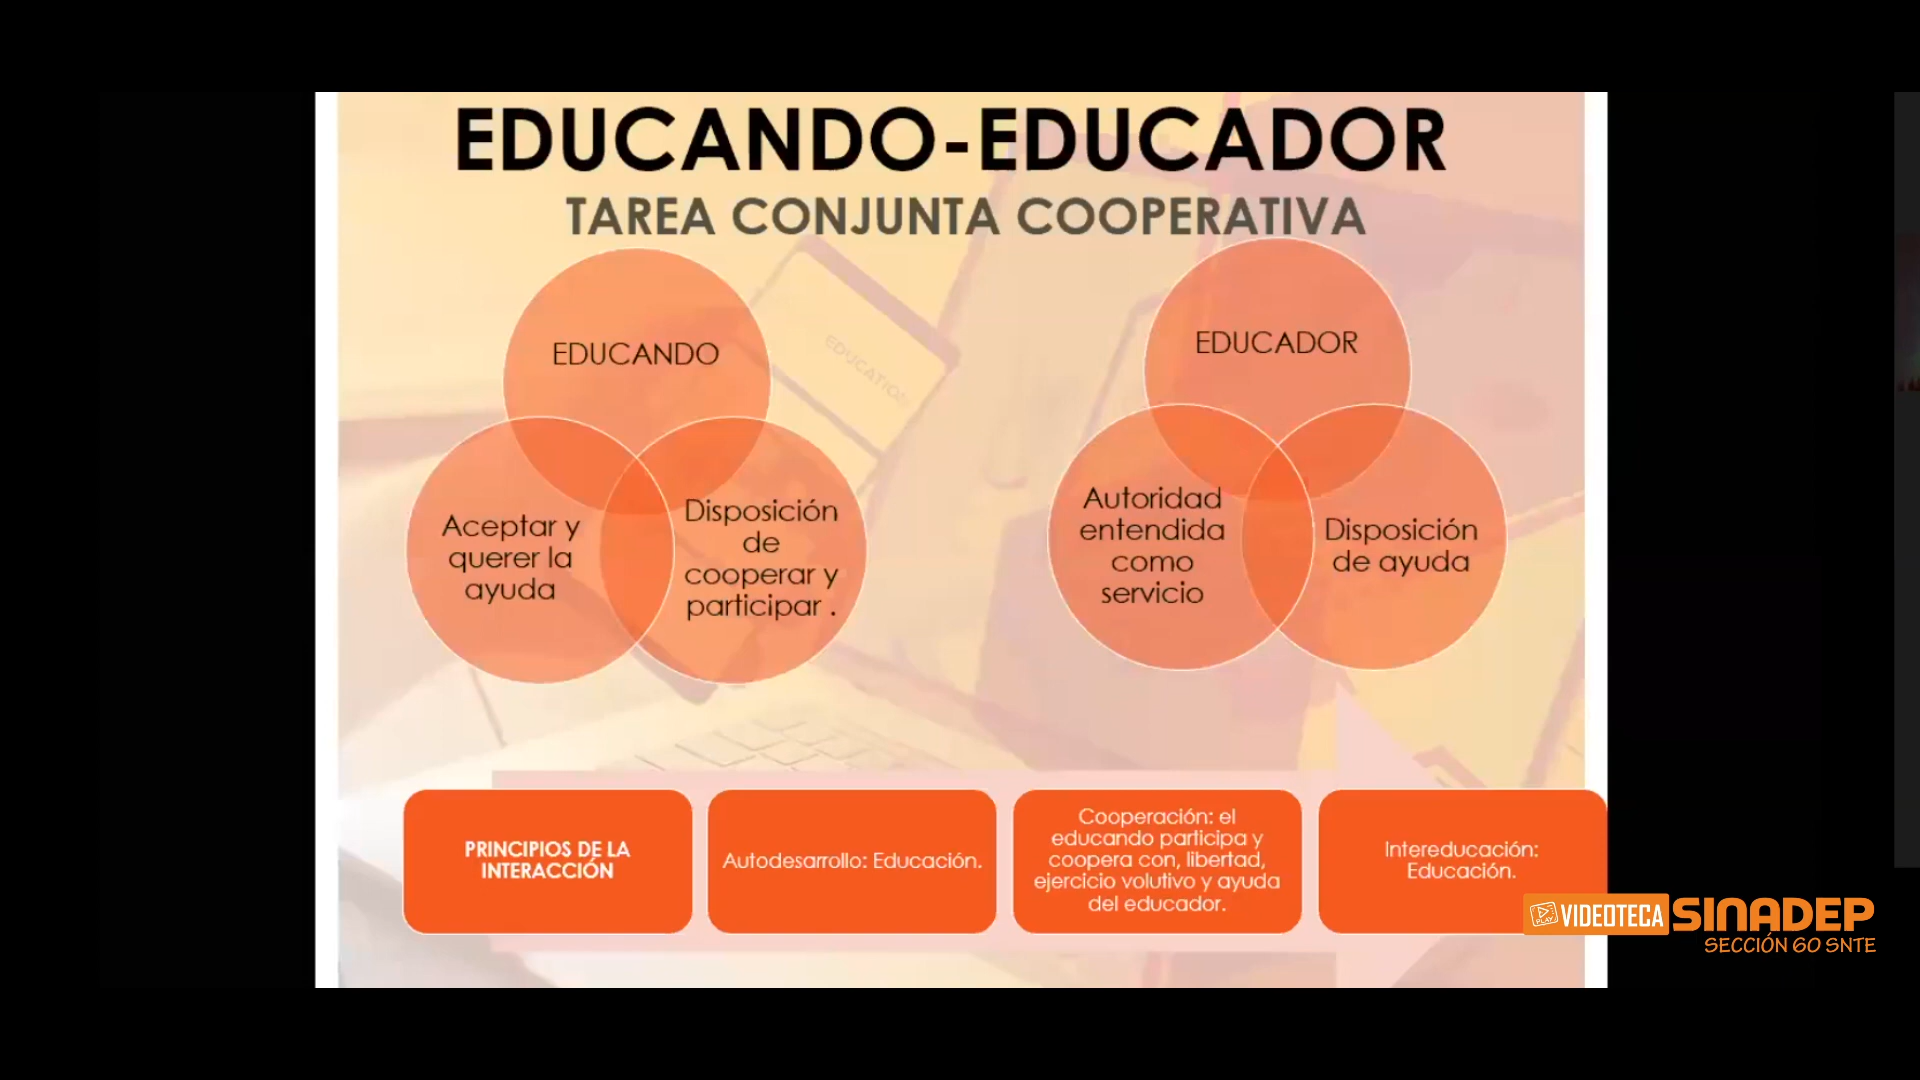 EDUCANDO-EDUCADOR
TAREA CONJUNTA COOPERATIVA
EDUCANDO
Aceptar y
querer la
ayuda
Disposición
de
cooperar y
participar .
EDUCATION
EDUCADOR
Autoridad
entendida
como
servicio
Disposición
de ayuda
PRINCIPIOS DE LA
INTERACCIÓN
Autodesarrollo: Educación.
Cooperación: el
educando participa y
coopera con, libertad,
ejercicio volutivo y ayuda
del educador.
Intereducación:
Educación.
PLAY
VIDEOTECA
SINADEP
SECCIÓN 60 SNTE